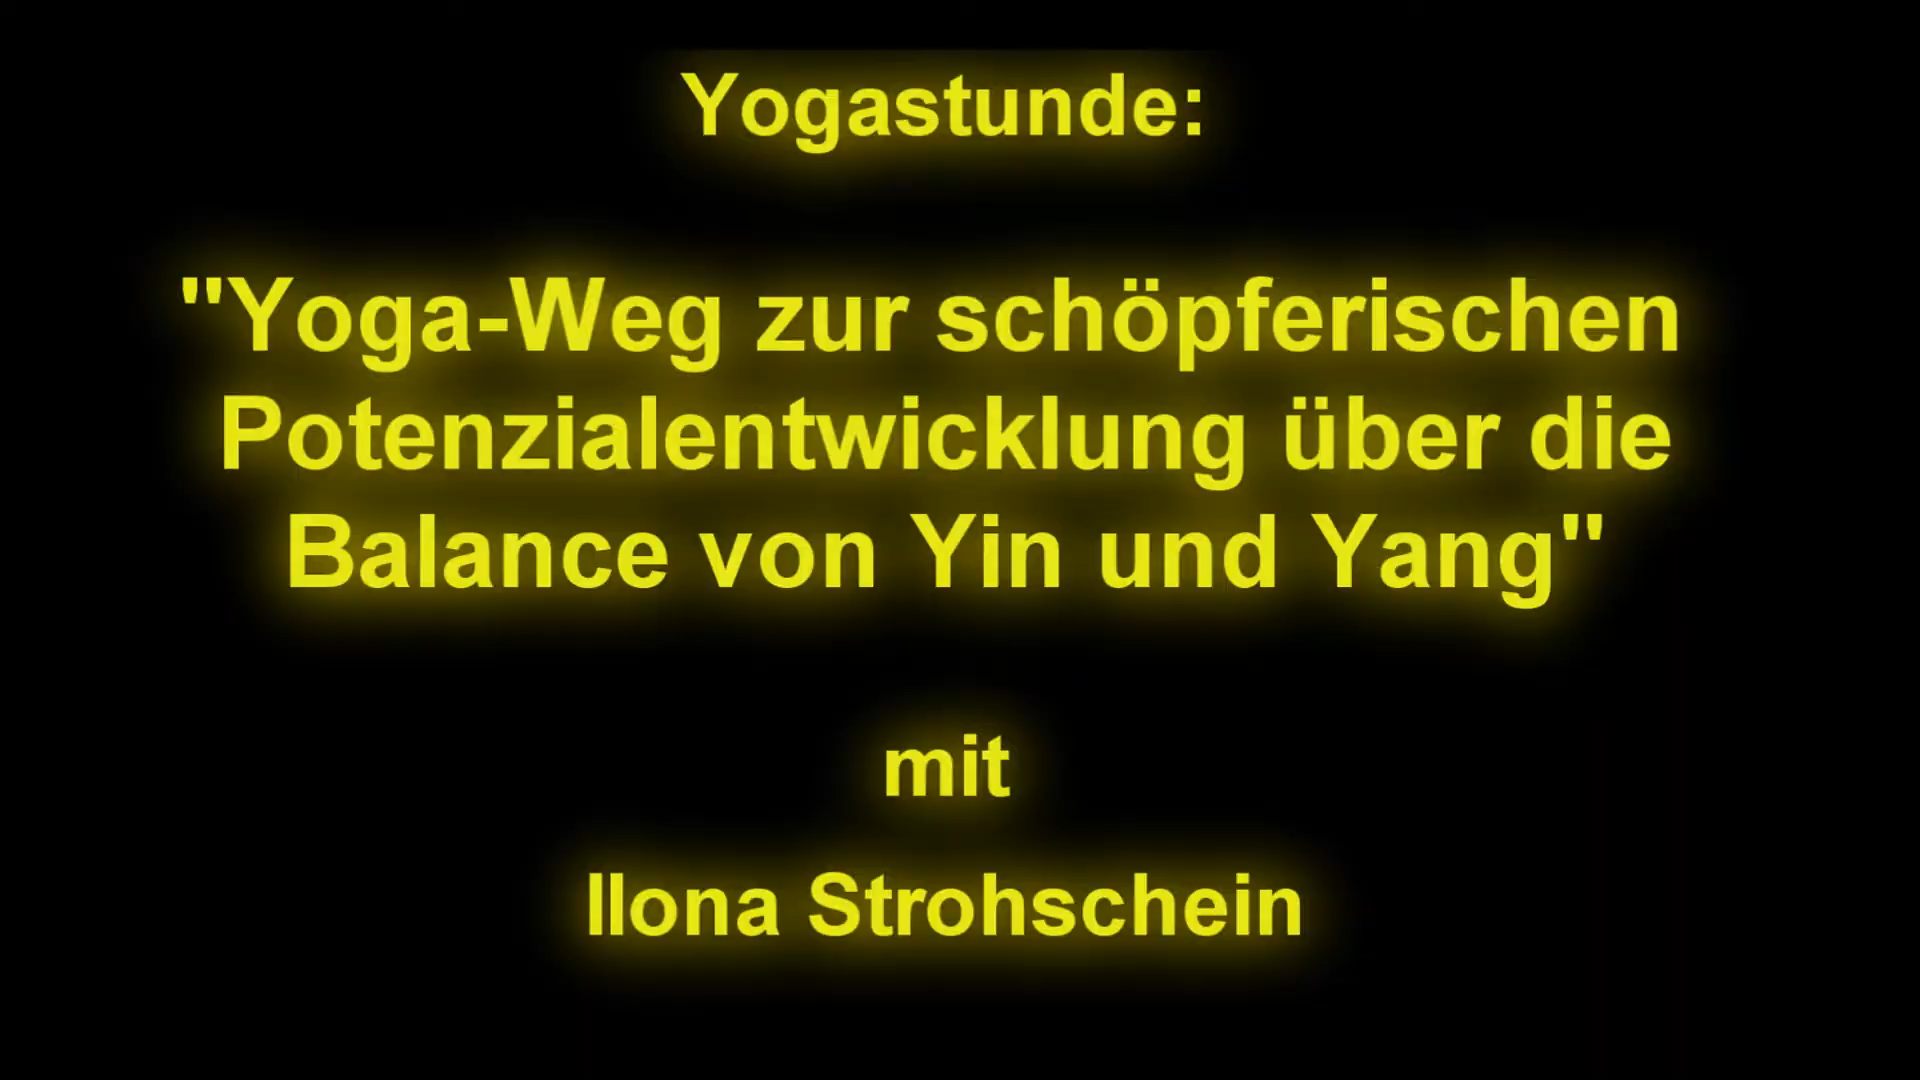 Yogastunde:
"Yoga-Weg zur schöpferischen
Potenzialentwicklung über die
Balance von Yin und Yang"
mit
Ilona Strohschein